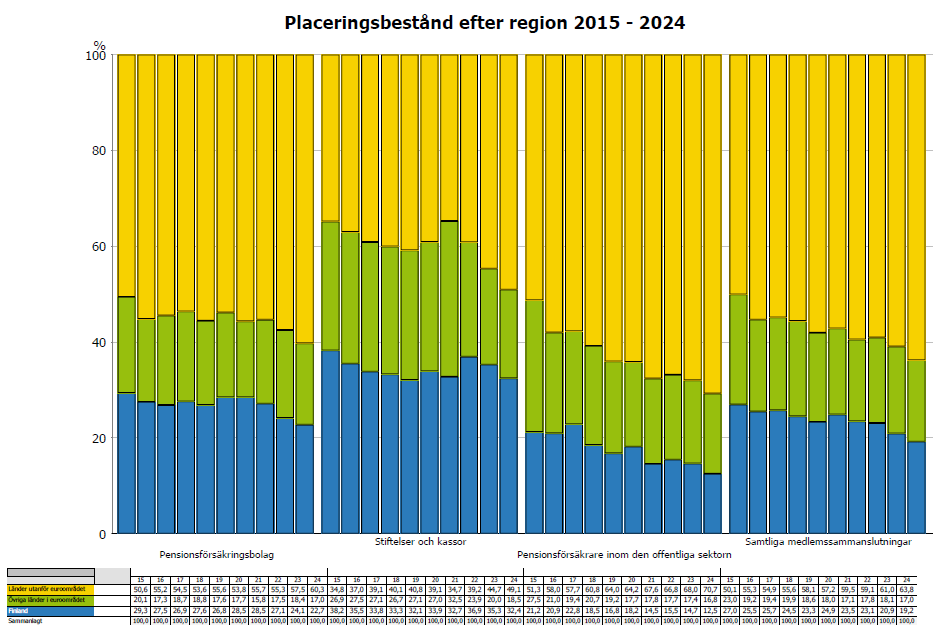 Placeringsbestånd efter region 2015 - 2024
%
100
80
60
40
20
0
Pensionsförsäkringsbolag
Stiftelser och kassor
Pensionsförsäkrare inom den offentliga sektorn
Samtliga medlemssammanslutningar
15 16 17 18 19 20 21 22 23 24 15 16 17 18 19 20 21 22 23 24 15 16 17 18 19 20 21 22 23 24 15 16 17 18 19 20 21 22 23 24
Länder utanför euroområdet 50,6 55,2 54,5 53,6 55,6 53,8 55,7 55,3 57,5 60,3 34,8 37,0 39,1 40,1 40,8 39,1 34,7 39,2 44,7 49,1 51,3 58,0 57,7 60,8 64,0 64,2 67,6 66,8 68,0 70,7 50,1 55,3 54,9 55,6 58,1 57,2 59,5 59,1 61,0 63,8
Övriga länder i euroområdet 20,1 17,3 18,7 18,8 17,6 17,7 15,8 17,5 18,4 17,0 26,9 27,5 27,1 26,7 27,1 27,0 32,5 23,9 20,0 18,5 27,5 21,0 19,4 20,7 19,2 17,7 17,8 17,7 17,4 16,8 23,0 19,2 19,4 19,9 18,6 18,0 17,1 17,8 18,1 17,0
Finland 29,3 27,5 26,9 27,6 26,8 28,5 28,5 27,1 24,1 22,7 38,2 35,5 33,8 33,3 32,1 33,9 32,7 36,9 35,3 32,4 21,2 20,9 22,8 18,5 16,8 18,2 14,5 15,5 14,7 12,5 27,0 25,5 25,7 24,5 23,3 24,9 23,5 23,1 20,9 19,2
Sammanlagt 100,0 100,0 100,0 100,0 100,0 100,0 100,0 100,0 100,0 100,0 100,0 100,0 100,0 100,0 100,0 100,0 100,0 100,0 100,0 100,0 100,0 100,0 100,0 100,0 100,0 100,0 100,0 100,0 100,0 100,0 100,0 100,0 100,0 100,0 100,0 100,0 100,0 100,0 100,0 100,0